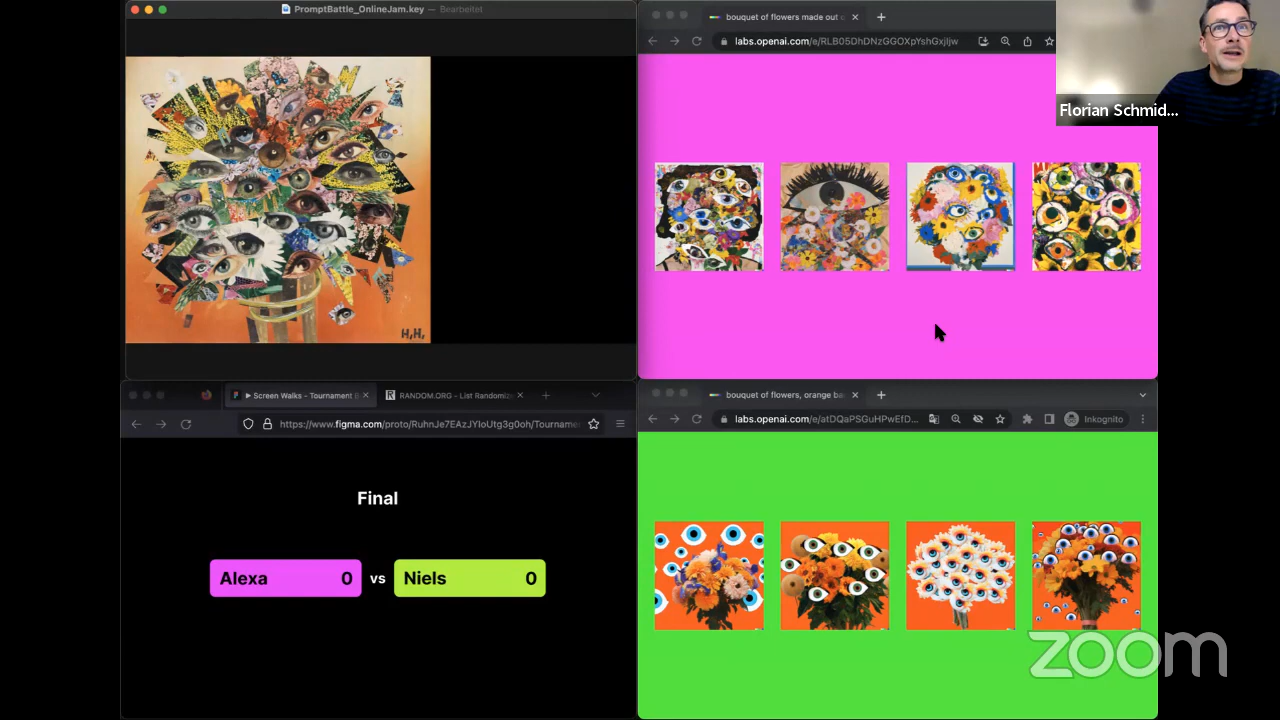 PromptBattle_OnlineJam.key — Bearbeitet
H,H,
bouquet of flowers made out o
labs.openai.com/e/RLB05DhDNzGGOXpYshGxjljw
Florian Schmid...
▶ Screen Walks - Tournament B
RANDOM.ORG - List Randomize
https://www.figma.com/proto/RuhnJe7EAzJYIoUtg3g0oh/Tourname
Final
Alexa 0 vs Niels 0
bouquet of flowers, orange ba
labs.openai.com/e/atDQaPSGuHPwEfD...
Inkognito
zoom